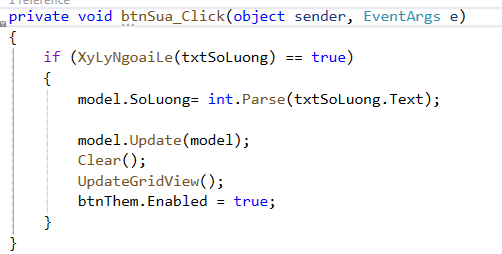 1 reference
private void btnSua_Click(object sender, EventArgs e)
{
if (XyLyNgoaiLe(txtSoLuong) == true)
{
model.SoLuong= int.Parse(txtSoLuong.Text);
model.Update(model);
Clear();
UpdateGridView();
btnThem.Enabled = true;
}
}